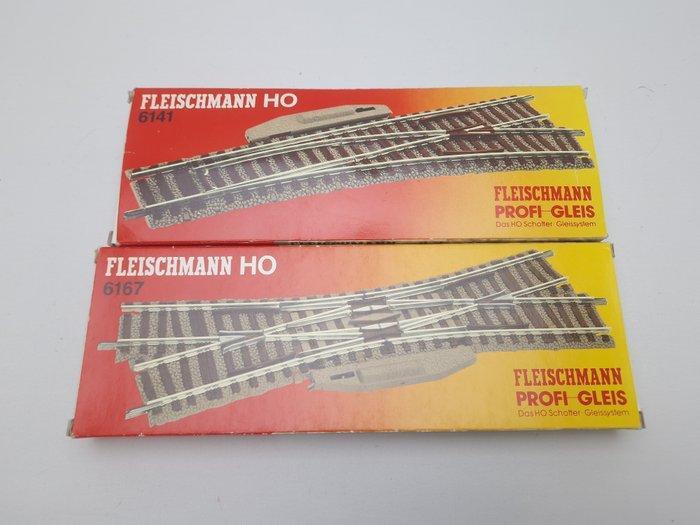 FLEISCHMANN HO
6141
FLEISCHMANN
PROFI-GLEIS
Das HO Schotter-Gleissystem
FLEISCHMANN HO
6167
FLEISCHMANN
PROFI-GLEIS
Das HO Schotter-Gleissystem